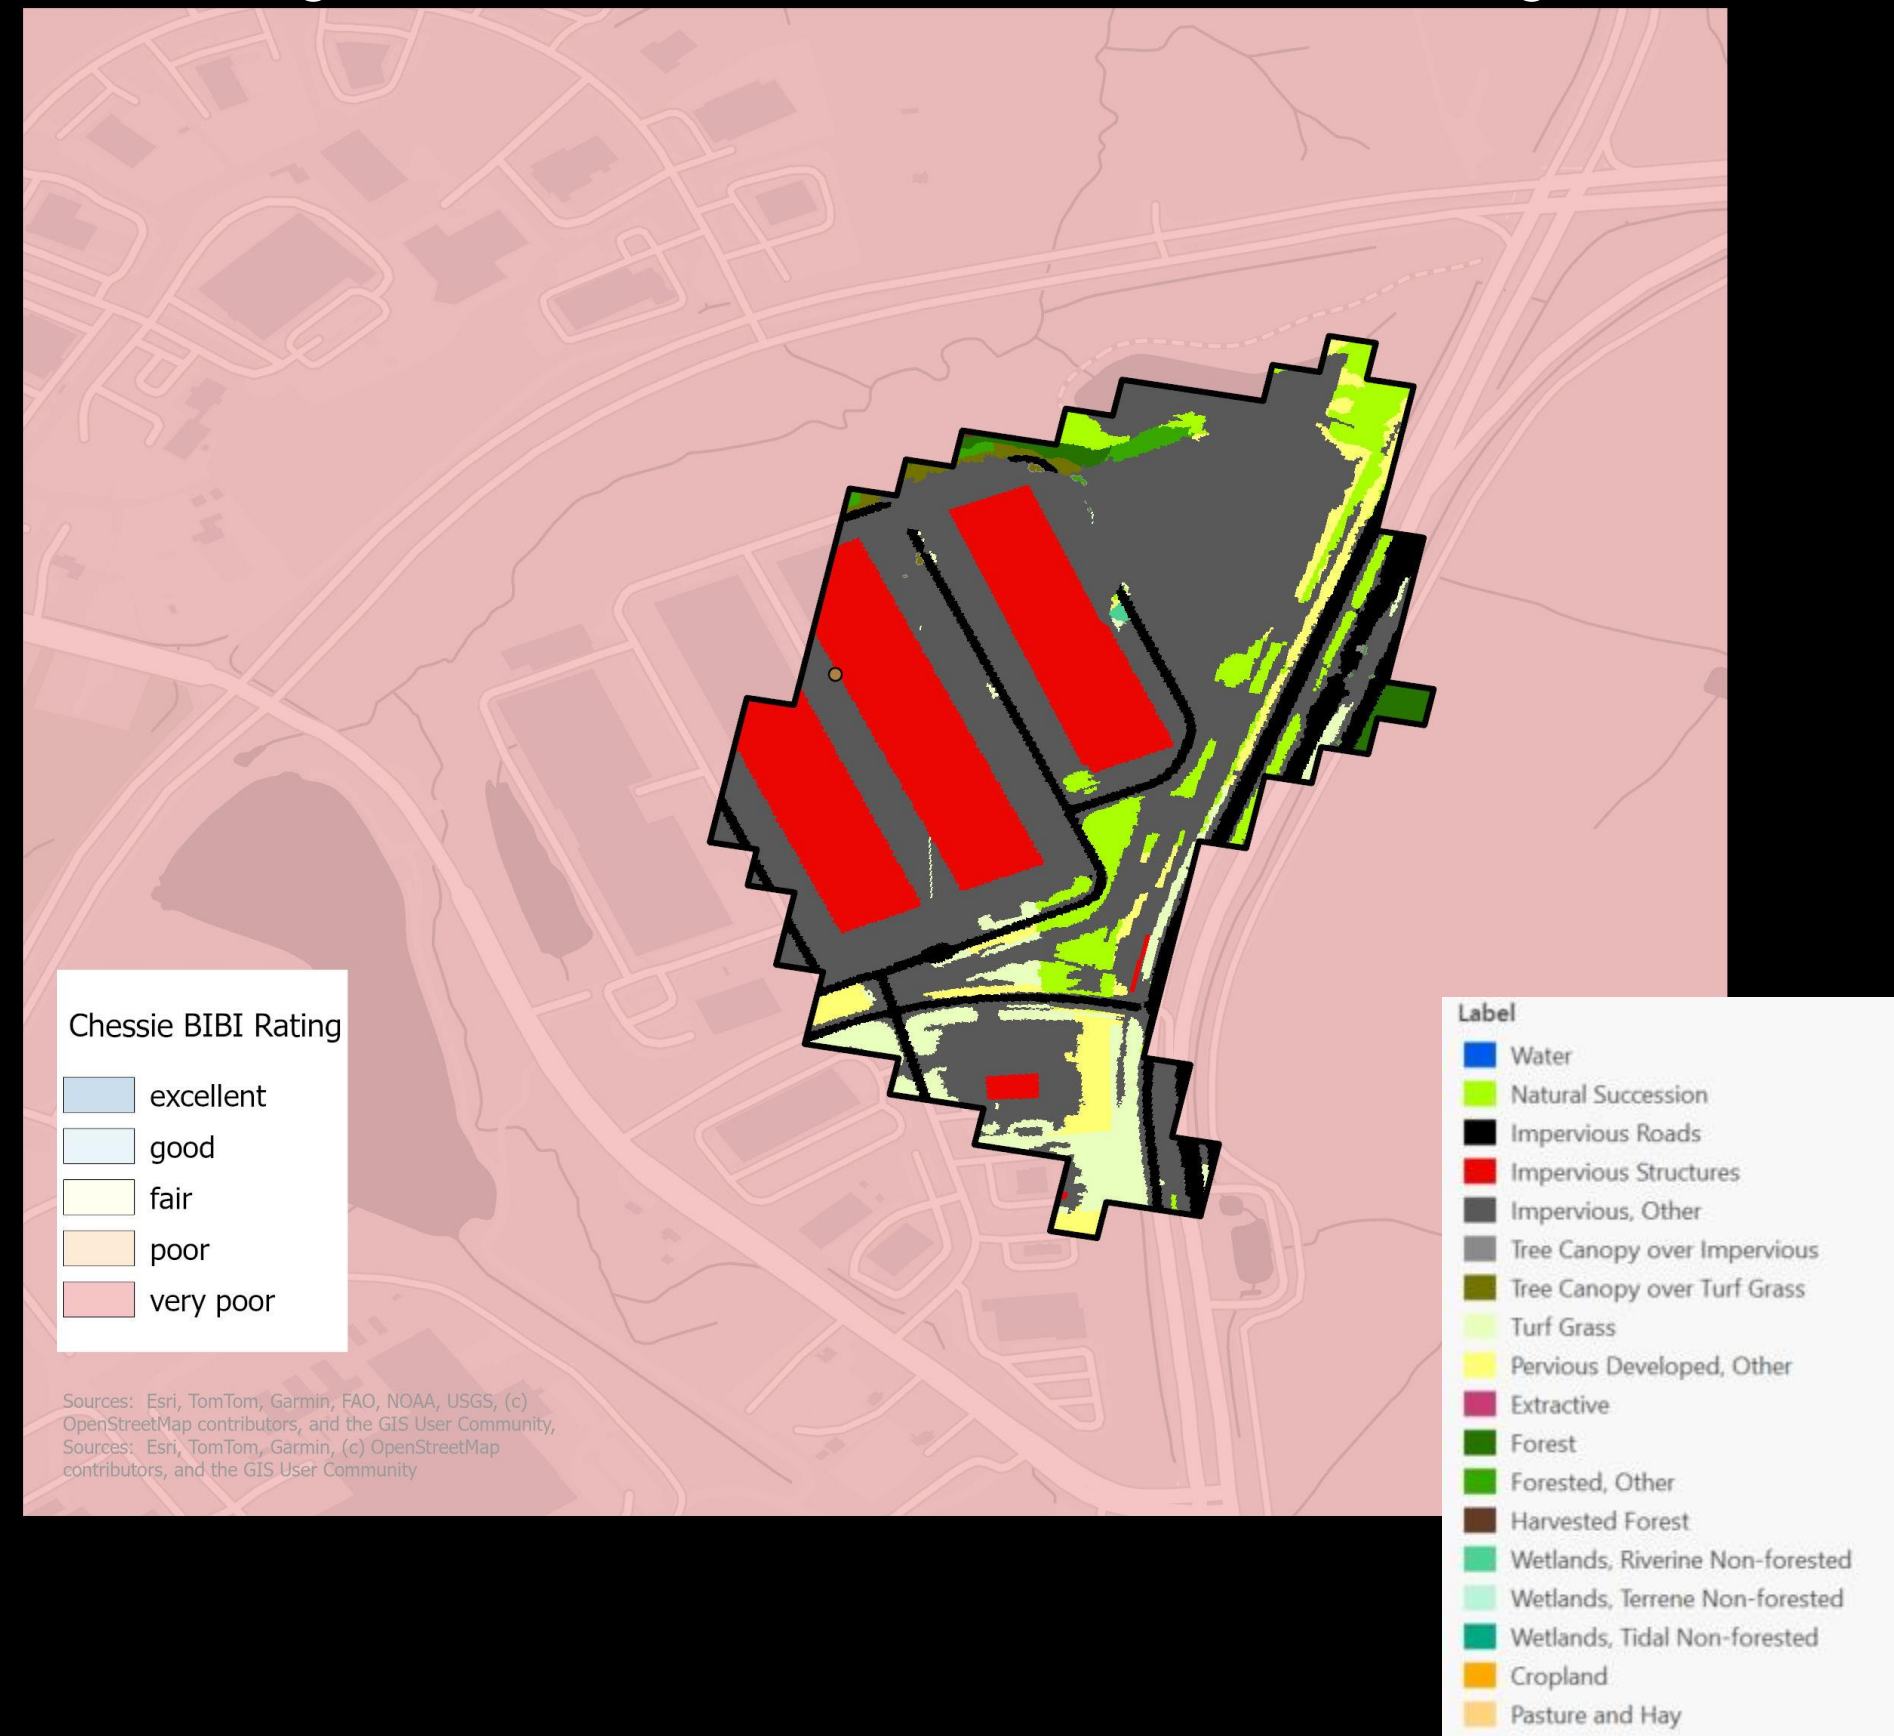 Chessie BIBI Rating
excellent
good
fair
poor
very poor
Sources: Esri, TomTom, Garmin, FAO, NOAA, USGS, (c)
OpenStreetMap contributors, and the GIS User Community,
Sources: Esri, TomTom, Garmin, (c) OpenStreetMap
contributors, and the GIS User Community
Label
Water
Natural Succession
Impervious Roads
Impervious Structures
Impervious, Other
Tree Canopy over Impervious
Tree Canopy over Turf Grass
Turf Grass
Pervious Developed, Other
Extractive
Forest
Forested, Other
Harvested Forest
Wetlands, Riverine Non-forested
Wetlands, Terrene Non-forested
Wetlands, Tidal Non-forested
Cropland
Pasture and Hay